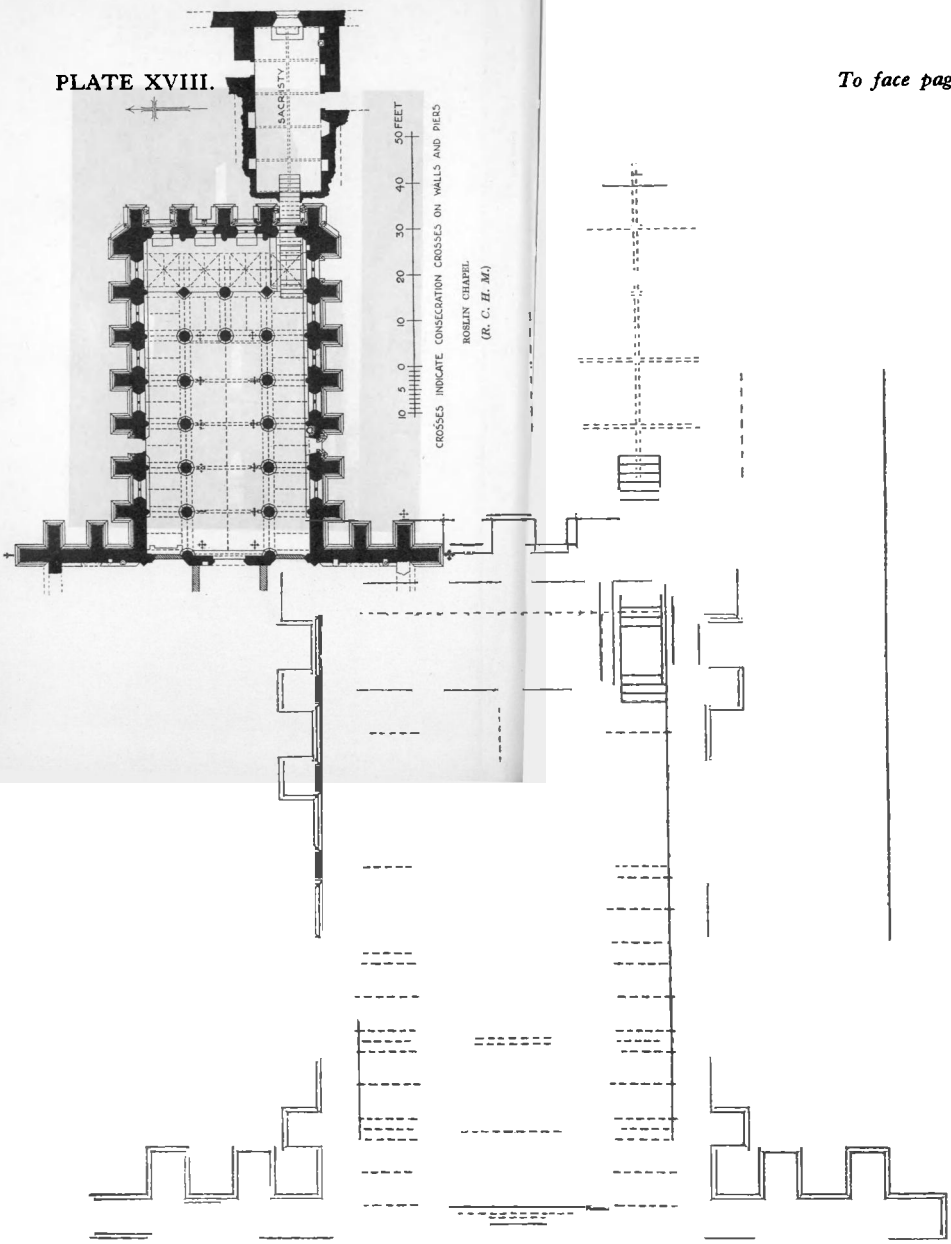 PLATE XVIII.
To face pag
SACRISTY
50 FEET
40
30
20
10
0
5
10
CROSSES INDICATE CONSECRATION CROSSES ON WALLS AND PIERS
ROSLIN CHAPEL
(R. C. H. M.)